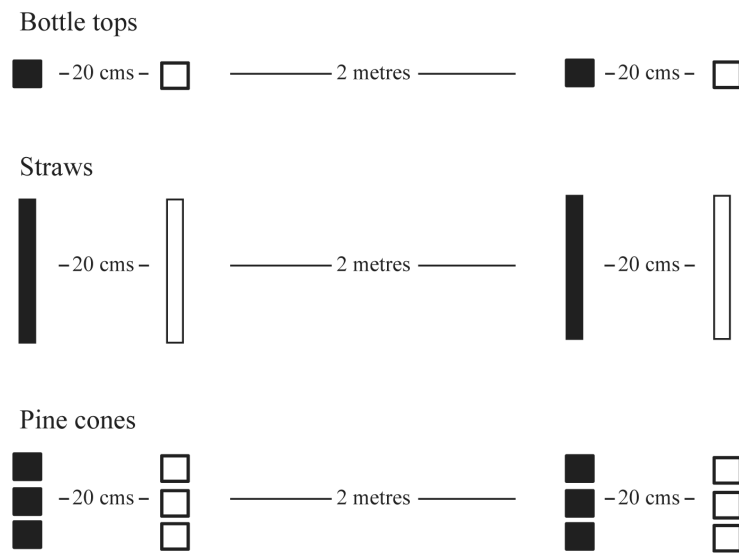 Bottle tops
–20 cms– 2 metres –20 cms–
Straws
–20 cms– 2 metres –20 cms–
Pine cones
–20 cms– 2 metres –20 cms–